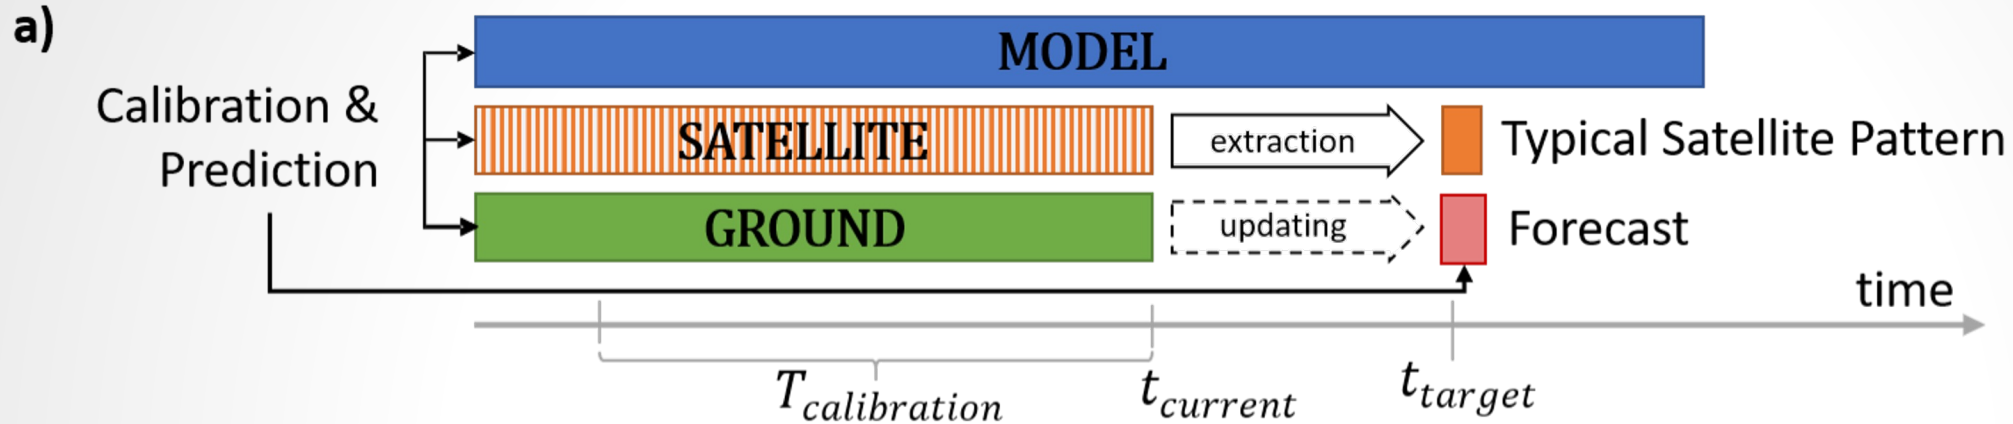 a)
MODEL
Calibration &
Prediction
SATELLITE
extraction
Typical Satellite Pattern
GROUND
updating
Forecast
time
T_calibration
t_current
t_target